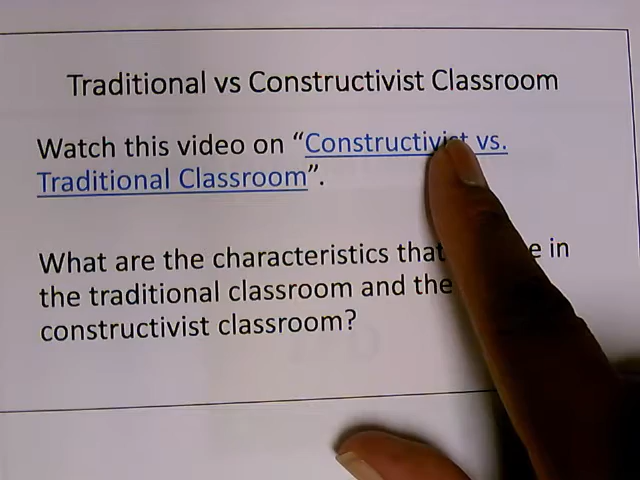 Traditional vs Constructivist Classroom
Watch this video on “Constructivist vs.
Traditional Classroom”.
What are the characteristics that in
the traditional classroom and the
constructivist classroom?